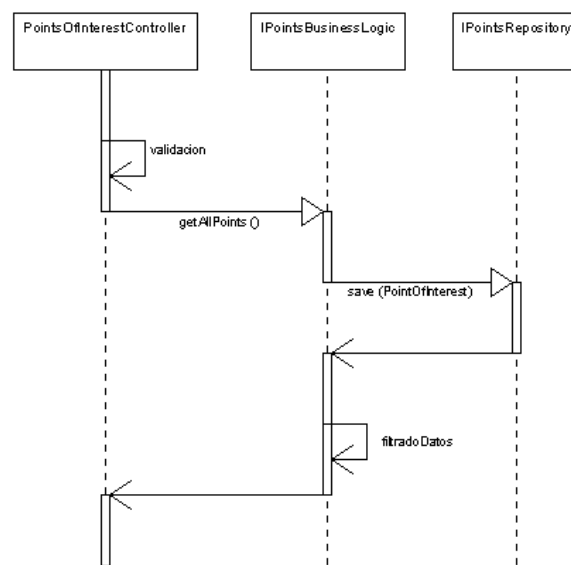 PointsOfInterestController
IPointsBusinessLogic
IPointsRepository
validacion
getAllPoints ()
save (PointOfInterest)
filtradoDatos